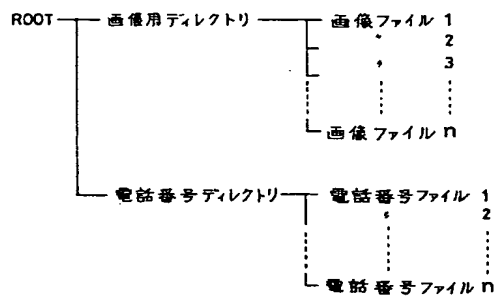 ROOT 画像用ディレクトリ 画像ファイル 1
〃 2
〃 3
画像ファイル n
電話番号ディレクトリ 電話番号ファイル 1
〃 2
電話番号ファイル n